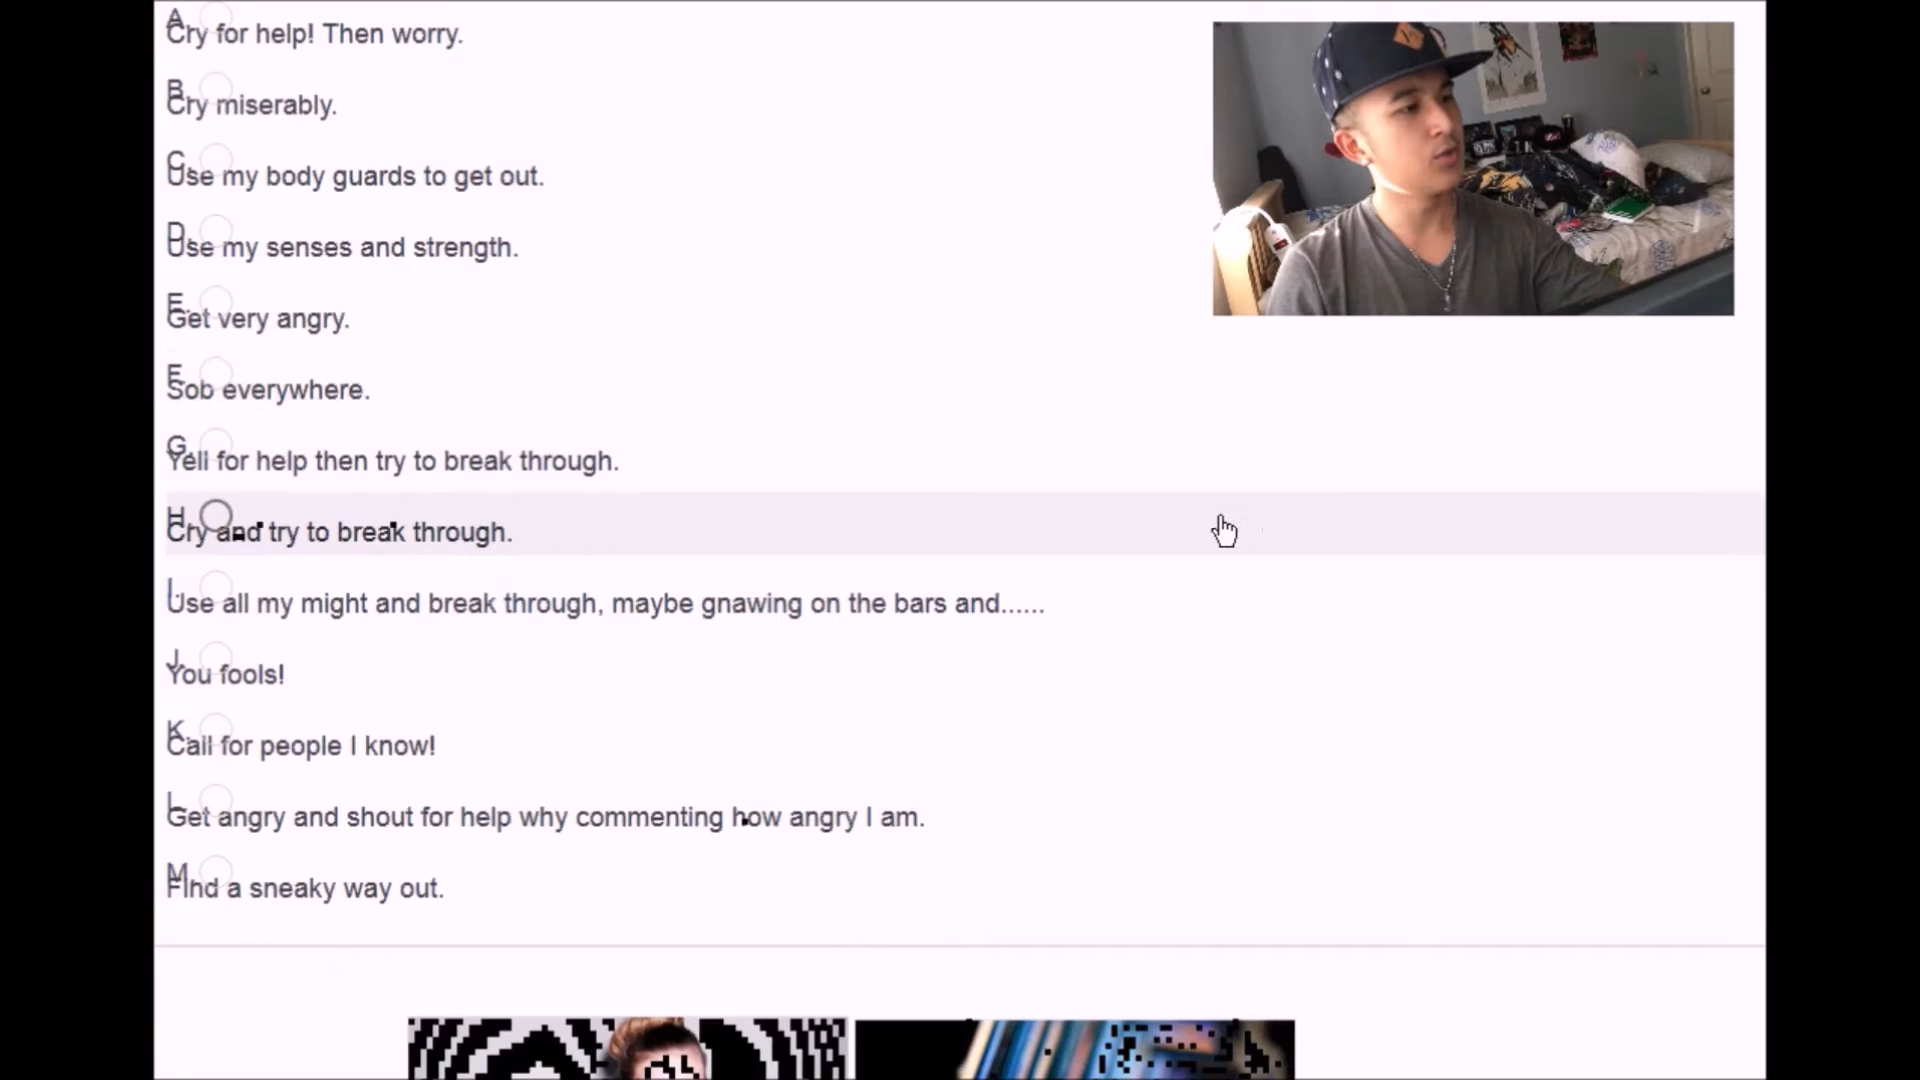 A.
Cry for help! Then worry.
B.
Cry miserably.
C.
Use my body guards to get out.
D.
Use my senses and strength.
E.
Get very angry.
F.
Sob everywhere.
G.
Yell for help then try to break through.
H.
Cry and try to break through.
I.
Use all my might and break through, maybe gnawing on the bars and......
J.
You fools!
K.
Call for people I know!
L.
Get angry and shout for help why commenting how angry I am.
M.
FInd a sneaky way out.